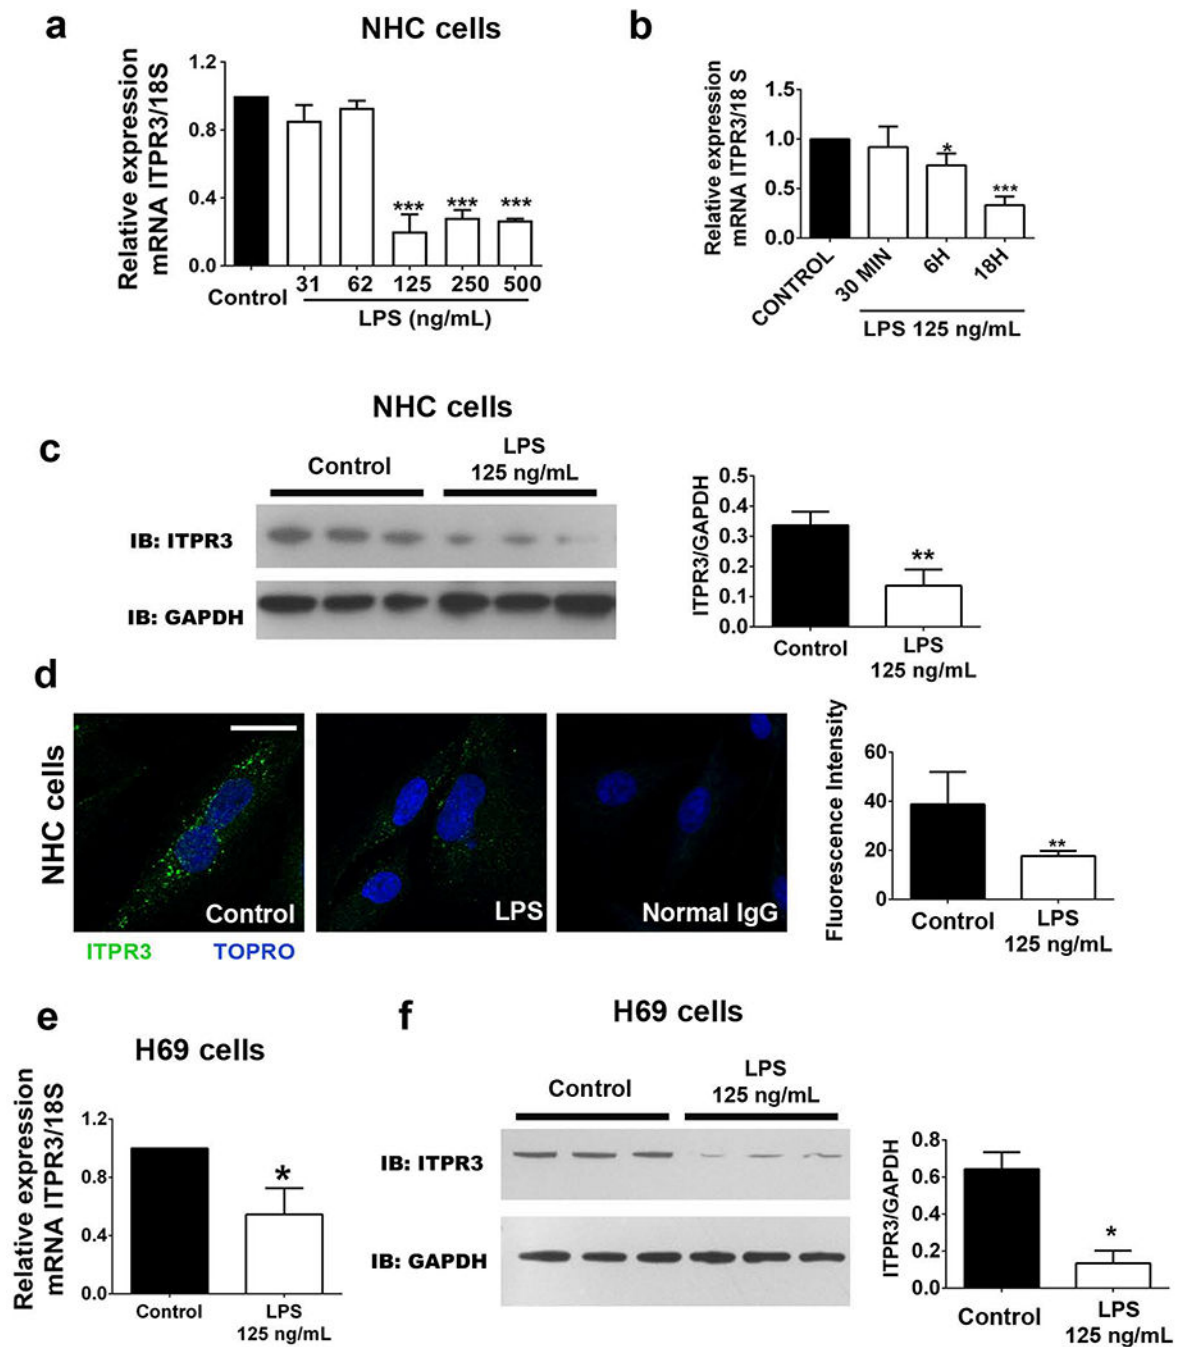 a
NHC cells
Relative expression
mRNA ITPR3/18S
1.2
0.8
0.4
0.0
*** *** ***
Control
31 62 125 250 500
LPS (ng/mL)
b
Relative expression
mRNA ITPR3/18 S
1.5
1.0
0.5
0.0
*
***
CONTROL
30 MIN
6H
18H
LPS 125 ng/mL
NHC cells
c
Control
LPS
125 ng/mL
IB: ITPR3
IB: GAPDH
ITPR3/GAPDH
0.5
0.4
0.3
0.2
0.1
0.0
**
Control
LPS
125 ng/mL
d
NHC cells
Control
LPS
Normal IgG
ITPR3
TOPRO
Fluorescence Intensity
60
40
20
0
**
Control
LPS
125 ng/mL
e
H69 cells
Relative expression
mRNA ITPR3/18S
1.2
0.8
0.4
0.0
*
Control
LPS
125 ng/mL
f
H69 cells
Control
LPS
125 ng/mL
IB: ITPR3
IB: GAPDH
ITPR3/GAPDH
0.8
0.6
0.4
0.2
0.0
*
Control
LPS
125 ng/mL